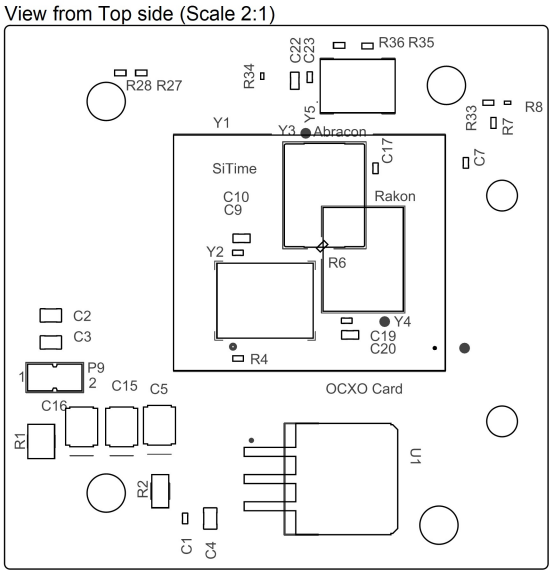 View from Top side (Scale 2:1)
R36 R35
C22
C23
R34
R28 R27
Y5
R33
R8
R7
Y1
Y3 Abracon
C17
C7
SiTime
Rakon
C10
C9
Y2
R6
C2
Y4
C3
C19
C20
R4
P9
1
2
OCXO Card
C16
C15
C5
R1
U1
R2
C1
C4